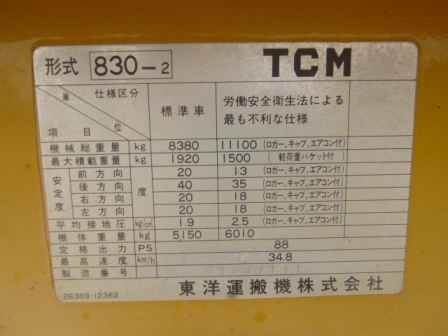 形式 830-2 TCM
仕様区分
標準車
労働安全衛生法による
最も不利な仕様
項目
位
機械総重量 kg 8380 11100 (ロガー,キャブ,エアコン付)
最大積載重量 kg 1920 1500 軽荷重バケット付
安定度 前方向 度 20 13 (ロガー,キャブ,エアコン付)
後方向 40 35 (ロガー,キャブ,エアコン付)
右方向 20 18 (ロガー,キャブ,エアコン付)
左方向 20 18 (ロガー,キャブ,エアコン付)
平均接地圧 1.9 2.5 (ロガー,キャブ,エアコン付)
機体重量 kg 5150 6010
定格出力 PS 88
最高速度 km/h 34.8
製造番号
東洋運搬機株式会社